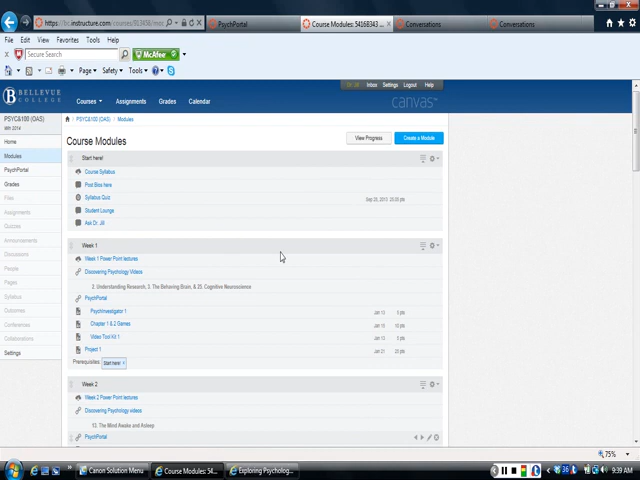 https://bc.instructure.com/courses/
PsychPortal
Course Modules: 54168343 ...
Conversations
Conversations
File Edit View Favorites Tools Help
Secure Search
McAfee
Page Safety Tools
BELLEVUE COLLEGE
Inbox Settings Logout Help
Courses Assignments Grades Calendar
canvas
PSYC&100 (OAS)
Home
Modules
PsychPortal
Grades
Files
Assignments
Quizzes
Announcements
Discussions
People
Pages
Syllabus
Outcomes
Conferences
Collaborations
Settings
PSYC&100 (OAS) Modules
Course Modules
View Progress
Create a Module
Start here!
Course Syllabus
Post Bios here
Syllabus Quiz
Student Lounge
Ask Dr. Jill
Week 1
Week 1 Power Point lectures
Discovering Psychology Videos
2. Understanding Research, 3. The Behaving Brain, & 25. Cognitive Neuroscience
PsychPortal
PsychInvestigator 1 Jan 13 5 pts
Chapter 1 & 2 Games Jan 15 10 pts
Video Tool Kit 1 Jan 13 5 pts
Project 1 Jan 21 20 pts
Prerequisites: Start here!
Week 2
Week 2 Power Point lectures
Discovering Psychology videos
13. The Mind Awake and Asleep
PsychPortal
75%
Canon Solution Menu
Course Modules: 54...
Exploring Psycholog...
36
9:39 AM